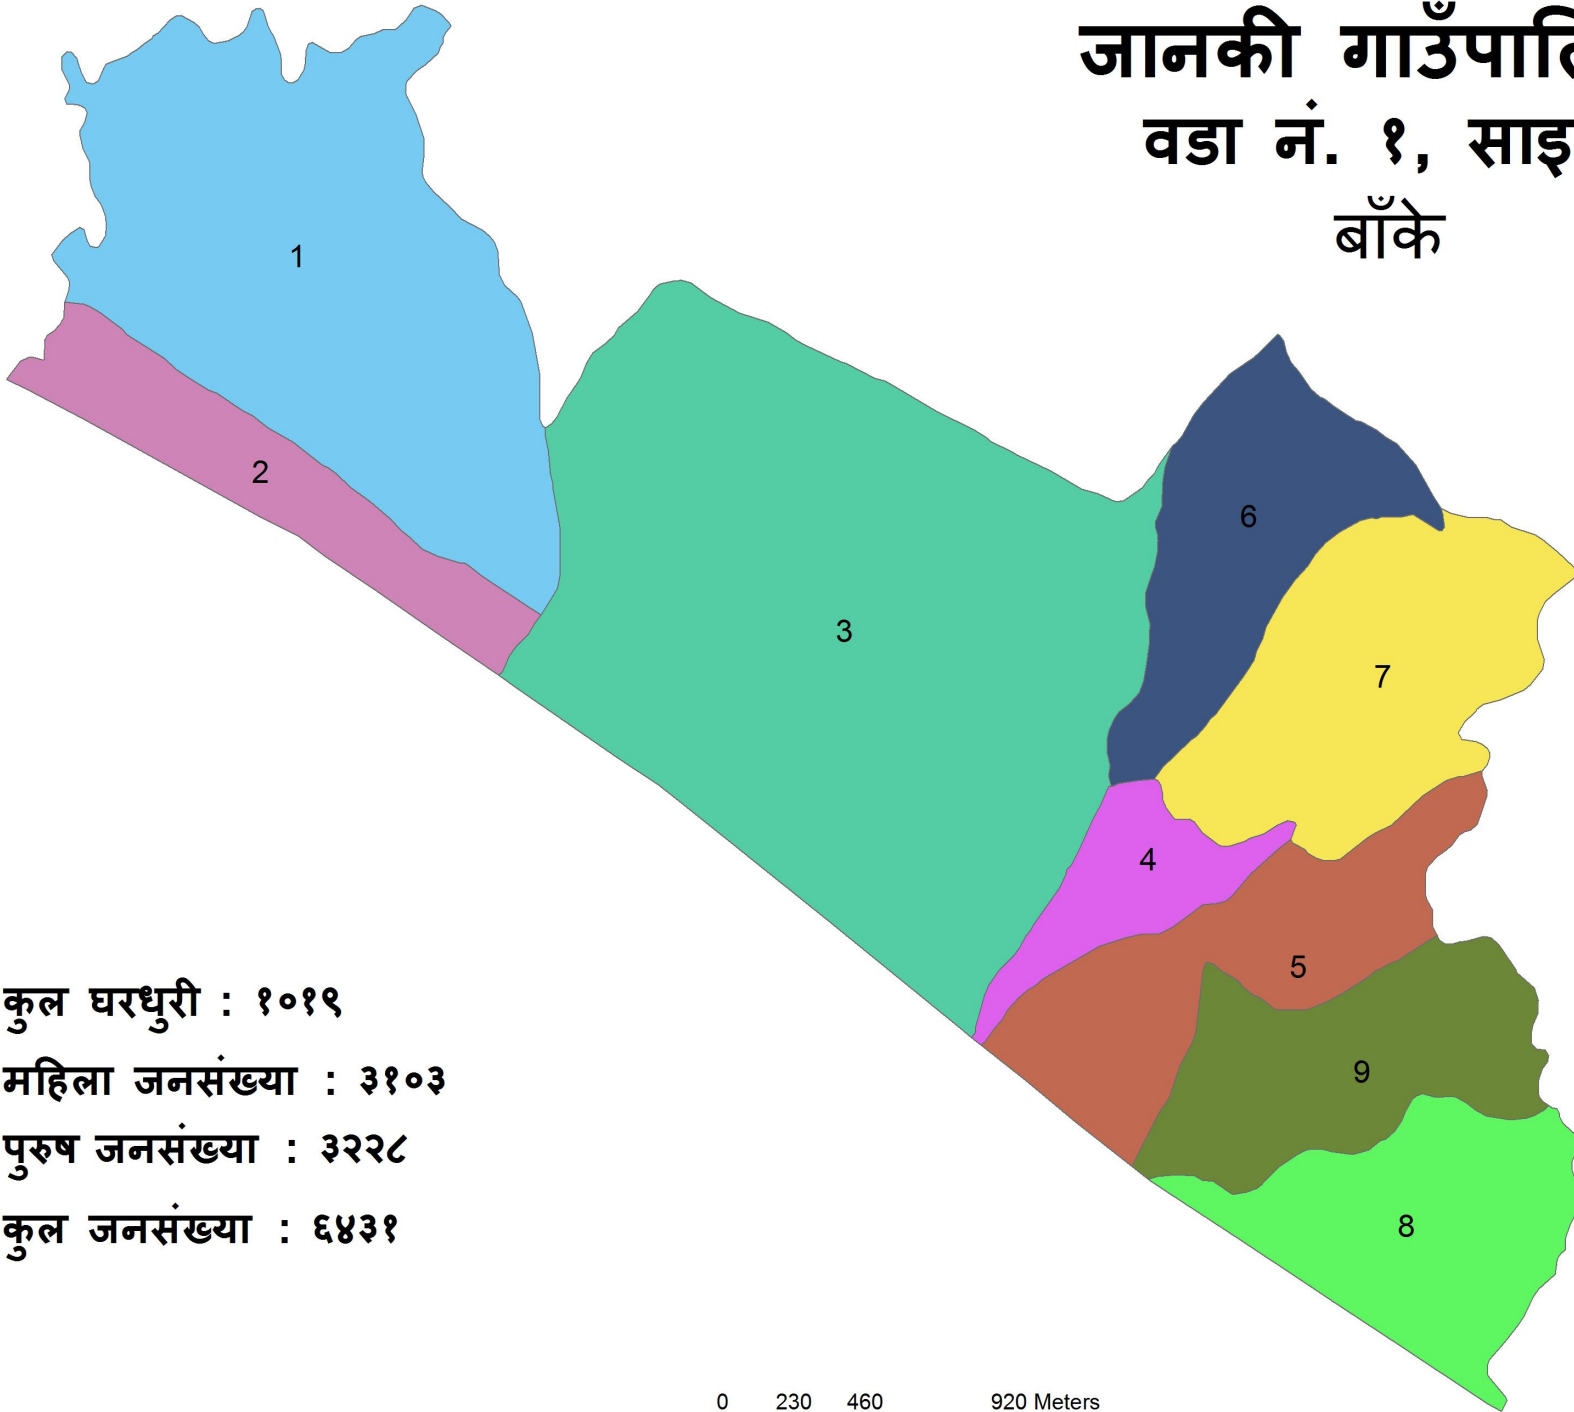 जानकी गाउँपालि
वडा नं. १, साइ
बाँके
1
2
3
6
7
4
5
9
8
कुल घरधुरी : १०१९
महिला जनसंख्या : ३१०३
पुरुष जनसंख्या : ३२२८
कुल जनसंख्या : ६४३१
0 230 460 920 Meters